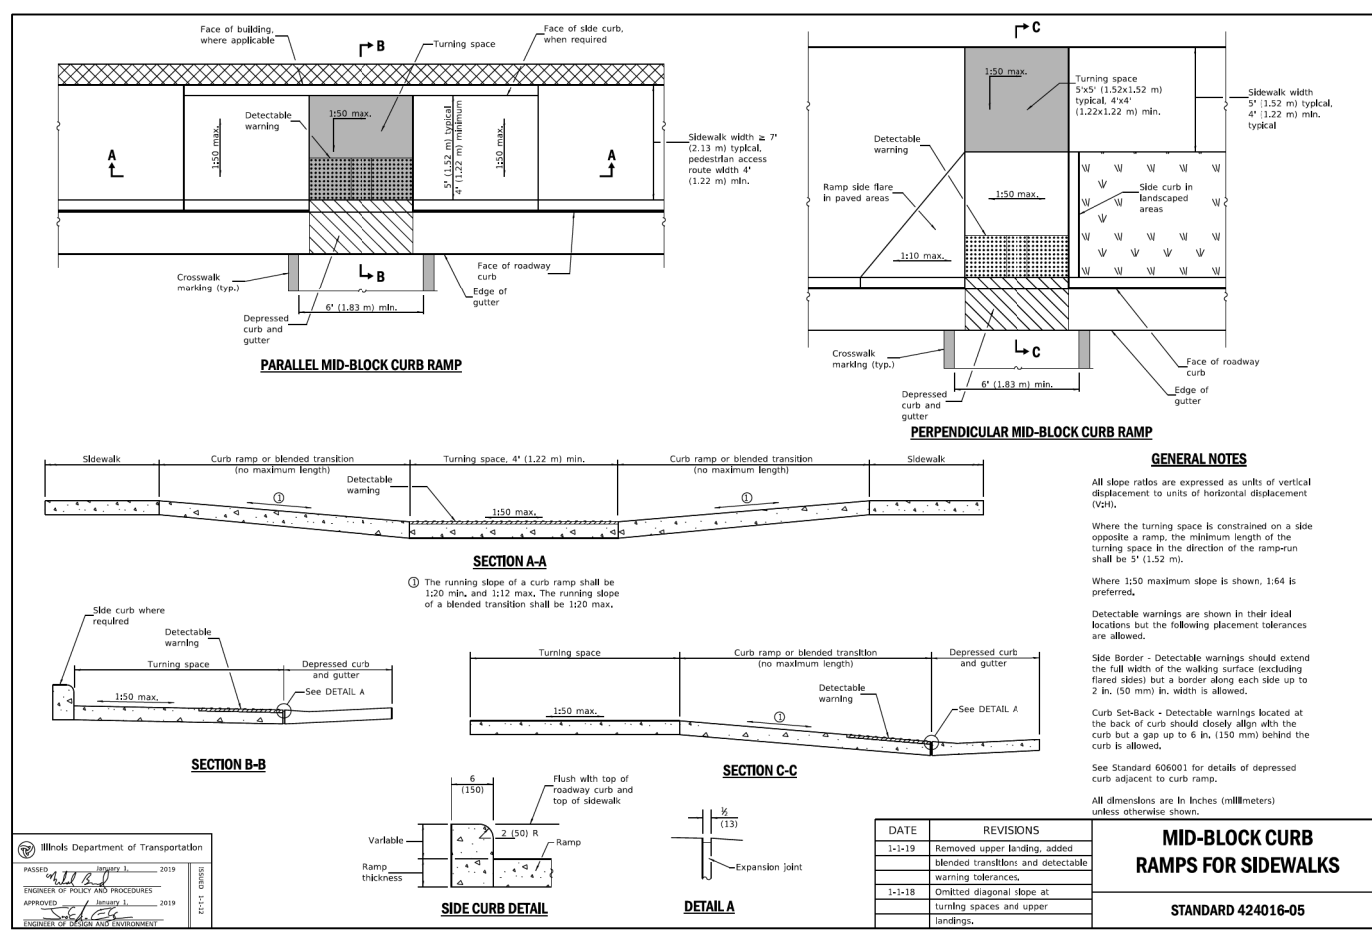 Face of building,
where applicable
B
Turning space
Face of side curb,
when required
Detectable
warning
1:50 max.
1:50 max.
1:50 max.
5' (1.52 m) typical
4' (1.22 m) minimum
A
A
Sidewalk width ≥ 7'
(2.13 m) typical,
pedestrian access
route width 4'
(1.22 m) min.
Crosswalk
marking (typ.)
B
Face of roadway
curb
Edge of
gutter
6' (1.83 m) min.
Depressed
curb and
gutter
PARALLEL MID-BLOCK CURB RAMP
C
1:50 max.
Turning space
5'x5' (1.52x1.52 m)
typical, 4'x4'
(1.22x1.22 m) min.
Sidewalk width
5' (1.52 m) typical,
4' (1.22 m) min.
typical
Detectable
warning
Ramp side flare
in paved areas
1:50 max.
Side curb in
landscaped
areas
1:10 max.
Crosswalk
marking (typ.)
C
Face of roadway
curb
6' (1.83 m) min.
Edge of
gutter
Depressed
curb and
gutter
PERPENDICULAR MID-BLOCK CURB RAMP
Sidewalk
Curb ramp or blended transition
(no maximum length)
Turning space, 4' (1.22 m) min.
Curb ramp or blended transition
(no maximum length)
Sidewalk
Detectable
warning
1
1:50 max.
1
SECTION A-A
1 The running slope of a curb ramp shall be
1:20 min. and 1:12 max. The running slope
of a blended transition shall be 1:20 max.
Side curb where
required
Detectable
warning
Turning space
Depressed curb
and gutter
1:50 max.
See DETAIL A
SECTION B-B
Turning space
Curb ramp or blended transition
(no maximum length)
Depressed curb
and gutter
Detectable
warning
1:50 max.
1
See DETAIL A
SECTION C-C
6
(150)
Flush with top of
roadway curb and
top of sidewalk
Variable
2 (50) R
Ramp
Ramp
thickness
SIDE CURB DETAIL
½
(13)
Expansion joint
DETAIL A
GENERAL NOTES
All slope ratios are expressed as units of vertical
displacement to units of horizontal displacement
(V:H).
Where the turning space is constrained on a side
opposite a ramp, the minimum length of the
turning space in the direction of the ramp-run
shall be 5' (1.52 m).
Where 1:50 maximum slope is shown, 1:64 is
preferred.
Detectable warnings are shown in their ideal
locations but the following placement tolerances
are allowed.
Side Border - Detectable warnings should extend
the full width of the walking surface (excluding
flared sides) but a border along each side up to
2 in. (50 mm) in. width is allowed.
Curb Set-Back - Detectable warnings located at
the back of curb should closely align with the
curb but a gap up to 6 in. (150 mm) behind the
curb is allowed.
See Standard 606001 for details of depressed
curb adjacent to curb ramp.
All dimensions are in inches (millimeters)
unless otherwise shown.
Illinois Department of Transportation
PASSED January 1, 2019
ENGINEER OF POLICY AND PROCEDURES
APPROVED January 1, 2019
ENGINEER OF DESIGN AND ENVIRONMENT
ISSUED 1-1-12
DATE REVISIONS
1-1-19 Removed upper landing, added
blended transitions and detectable
warning tolerances.
1-1-18 Omitted diagonal slope at
turning spaces and upper
landings.
MID-BLOCK CURB
RAMPS FOR SIDEWALKS
STANDARD 424016-05